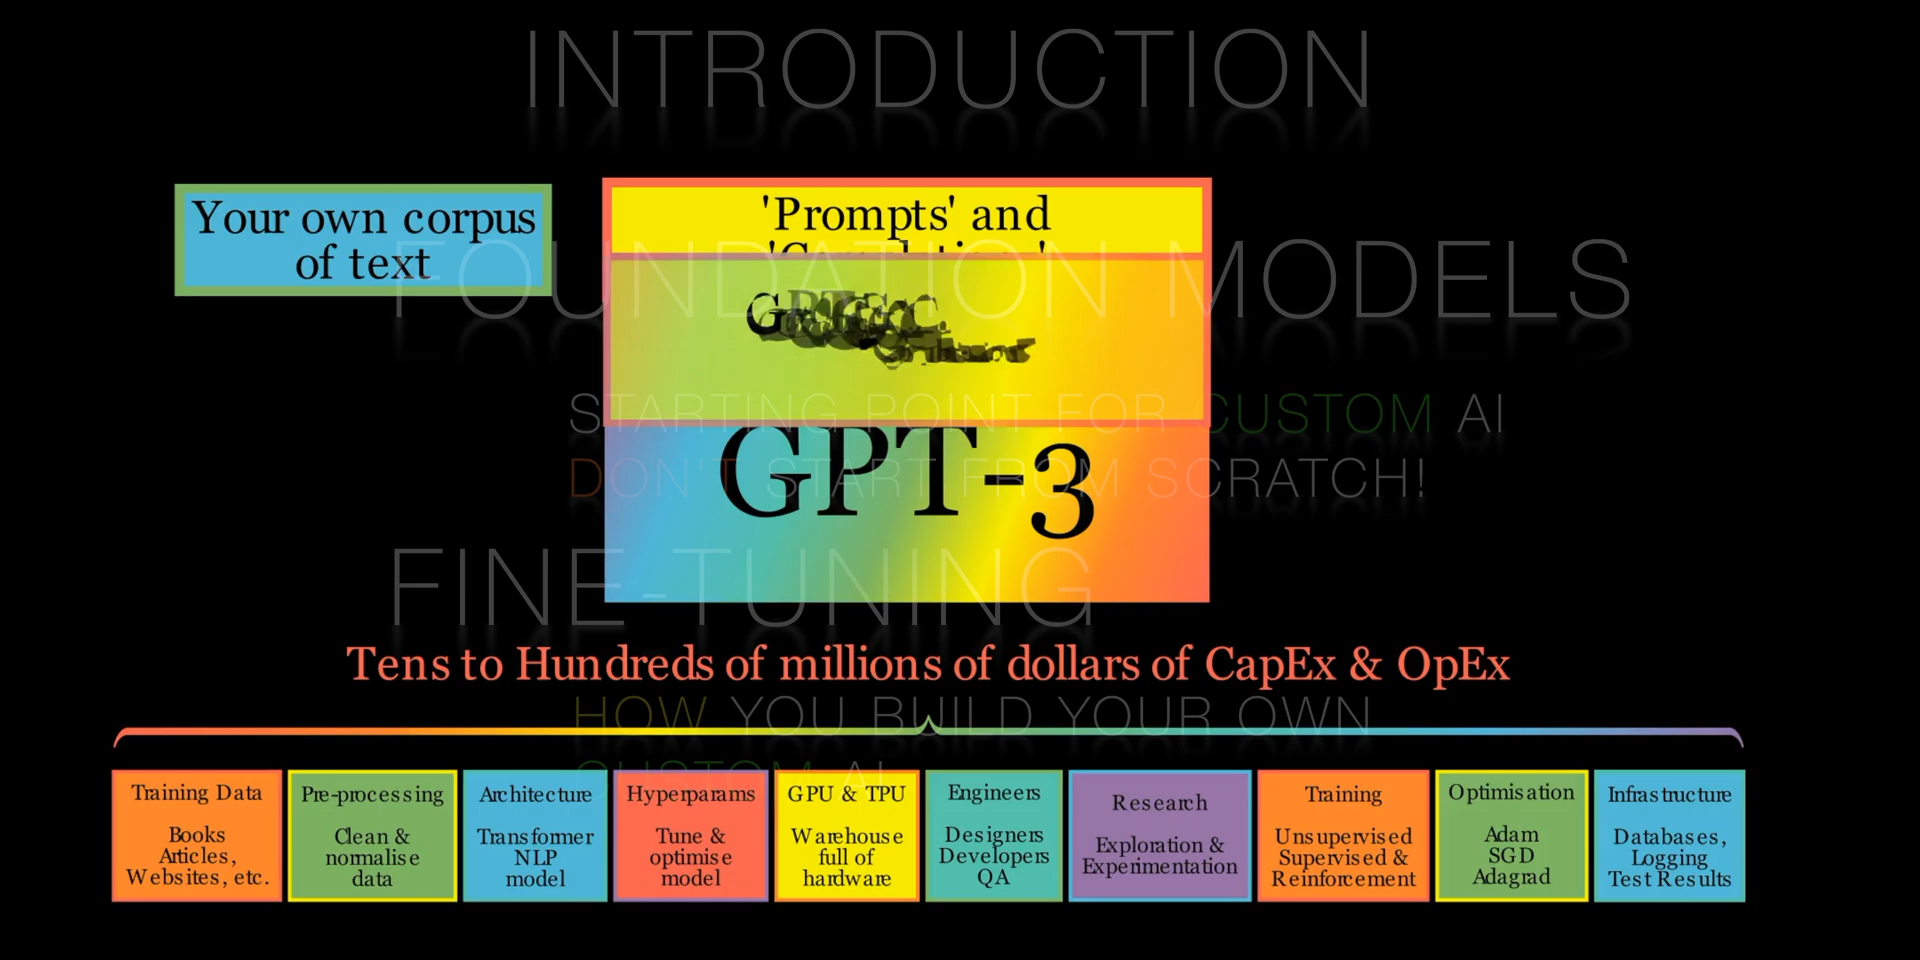 INTRODUCTION
Your own corpus
of text
'Prompts' and
FOUNDATION MODELS
STARTING POINT FOR CUSTOM AI
DON'T START FROM SCRATCH!
GPT-3
FINE-TUNING
Tens to Hundreds of millions of dollars of CapEx & OpEx
HOW YOU BUILD YOUR OWN
CUSTOM AI
Training Data
Books
Articles,
Websites, etc.
Pre-processing
Clean &
normalise
data
Architecture
Transformer
NLP
model
Hyperparams
Tune &
optimise
model
GPU & TPU
Warehouse
full of
hardware
Engineers
Designers
Developers
QA
Research
Exploration &
Experimentation
Training
Unsupervised
Supervised &
Reinforcement
Optimisation
Adam
SGD
Adagrad
Infrastructure
Databases,
Logging
Test Results